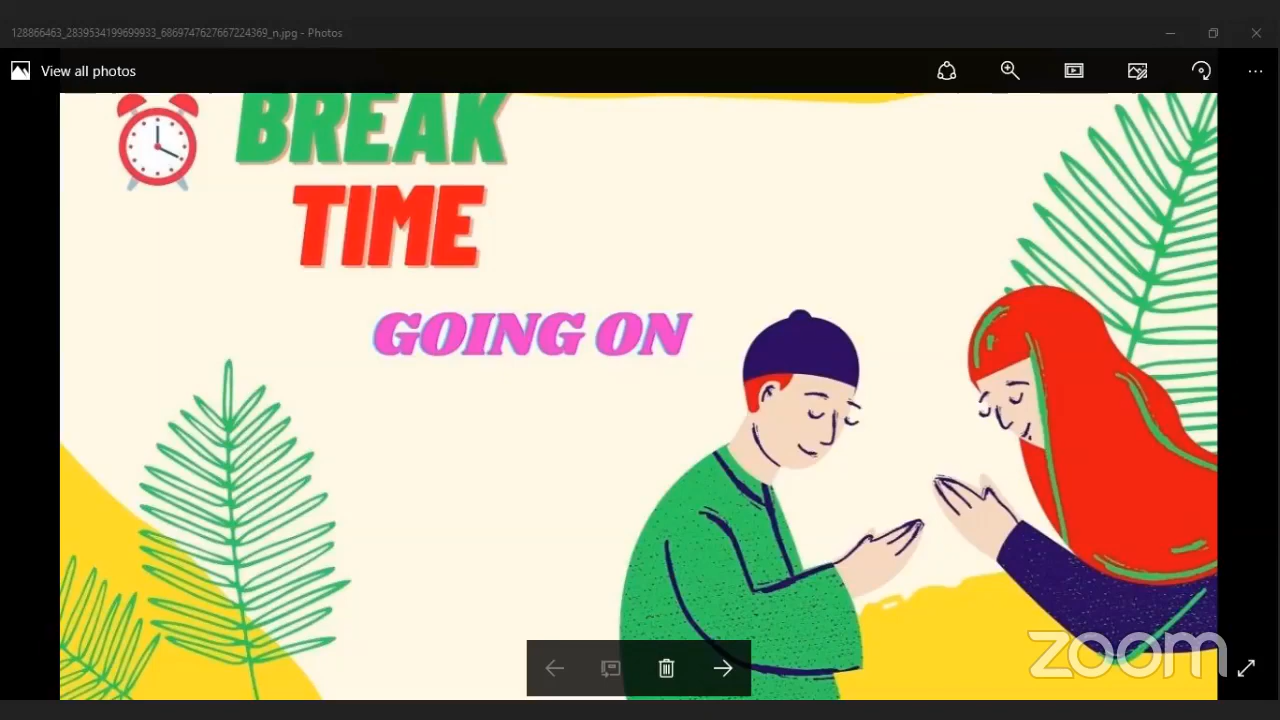 128866463_2839534199699933_6869747627667224369_n.jpg - Photos
View all photos
BREAK
TIME
GOING ON
zoom